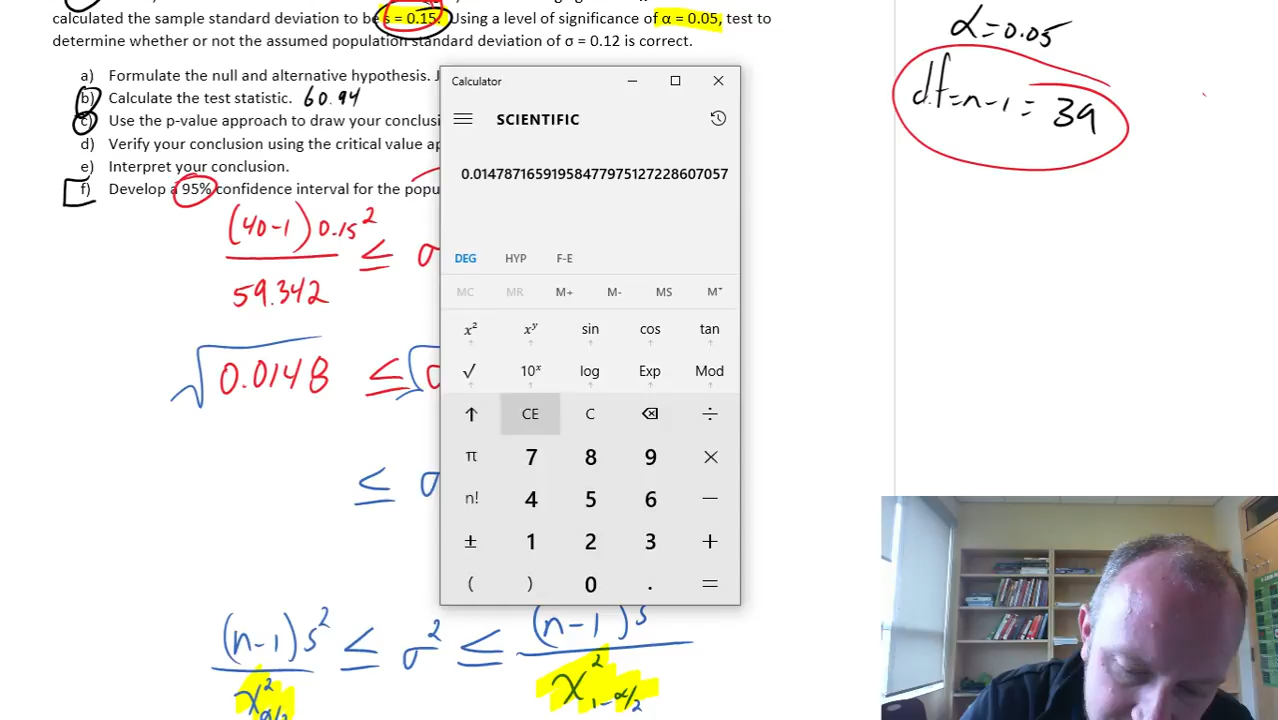 calculated the sample standard deviation to be s = 0.15. Using a level of significance of α = 0.05, test to
determine whether or not the assumed population standard deviation of σ = 0.12 is correct.
a) Formulate the null and alternative hypothesis.
b) Calculate the test statistic. 60.94
c) Use the p-value approach to draw your
d) Verify your conclusion using the critical value
e) Interpret your conclusion.
f) Develop a 95% confidence interval for the
α=0.05
df=n-1= 39
Calculator
SCIENTIFIC
0.01478716591958477975127228607057
DEG HYP F-E
MC MR M+ M- MS M˅
x² xʸ sin cos tan
√ 10ˣ log Exp Mod
↑ CE C ⌫ ÷
π 7 8 9 ×
n! 4 5 6 −
± 1 2 3 +
( ) 0 . =
(40-1)0.15²
≤ σ
59.342
√0.0148 ≤ √
≤ σ
(n-1)s² ≤ σ² ≤ (n-1)s
χ²α/2 χ²1-α/2